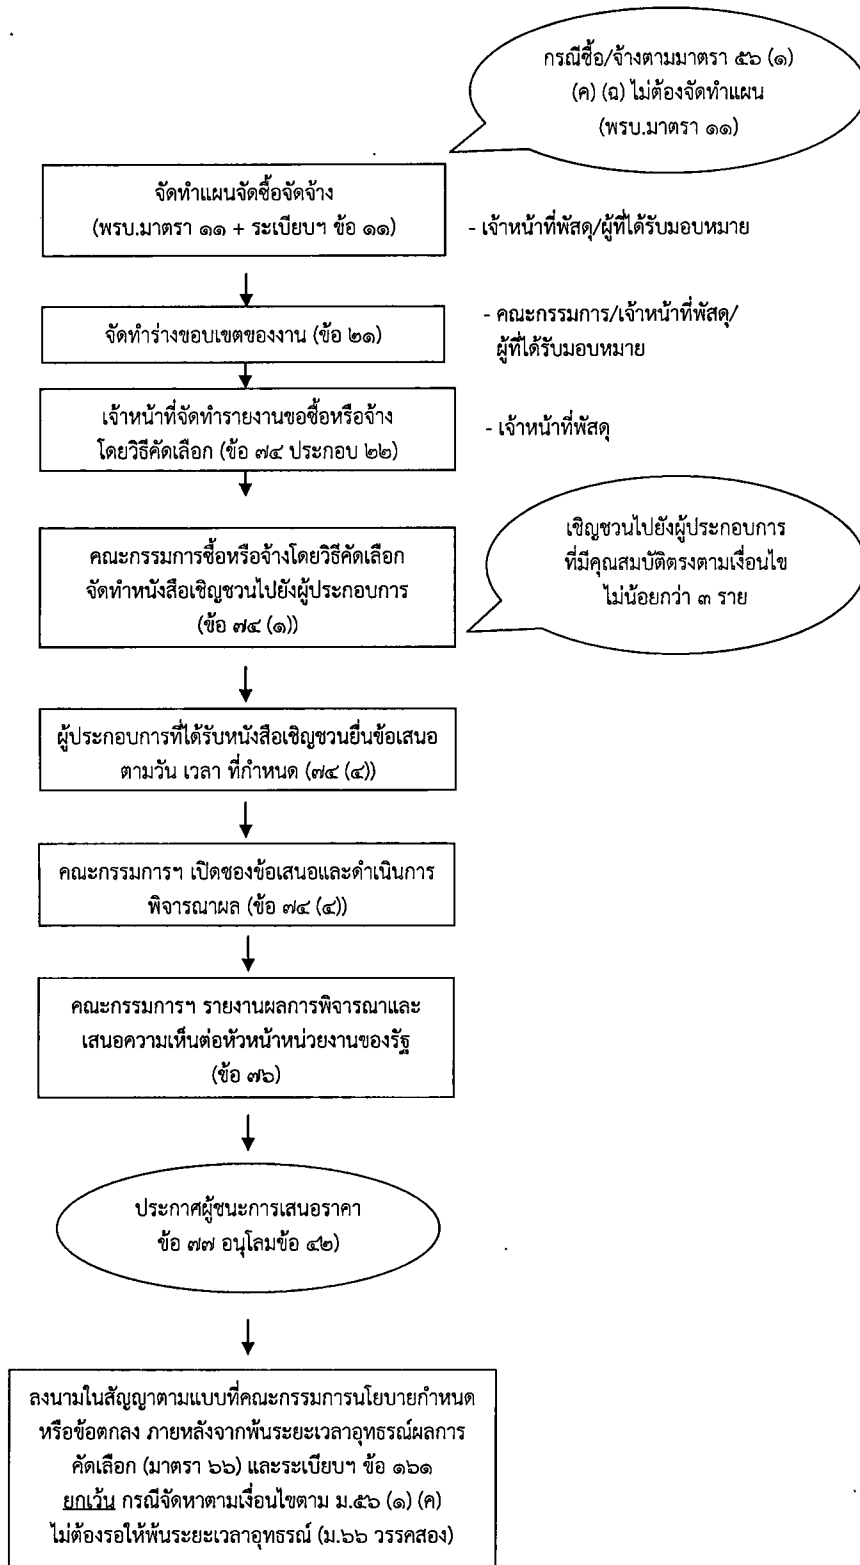 กรณีซื้อ/จ้างตามมาตรา ๕๖ (๑)
(ค) (ฉ) ไม่ต้องจัดทำแผน
(พรบ.มาตรา ๑๑)
จัดทำแผนจัดซื้อจัดจ้าง
(พรบ.มาตรา ๑๑ + ระเบียบฯ ข้อ ๑๑)
- เจ้าหน้าที่พัสดุ/ผู้ที่ได้รับมอบหมาย
จัดทำร่างขอบเขตของงาน (ข้อ ๒๑)
- คณะกรรมการ/เจ้าหน้าที่พัสดุ/
ผู้ที่ได้รับมอบหมาย
เจ้าหน้าที่จัดทำรายงานขอซื้อหรือจ้าง
โดยวิธีคัดเลือก (ข้อ ๗๔ ประกอบ ๒๒)
- เจ้าหน้าที่พัสดุ
คณะกรรมการซื้อหรือจ้างโดยวิธีคัดเลือก
จัดทำหนังสือเชิญชวนไปยังผู้ประกอบการ
(ข้อ ๗๔ (๑))
เชิญชวนไปยังผู้ประกอบการ
ที่มีคุณสมบัติตรงตามเงื่อนไข
ไม่น้อยกว่า ๓ ราย
ผู้ประกอบการที่ได้รับหนังสือเชิญชวนยื่นข้อเสนอ
ตามวัน เวลา ที่กำหนด (๗๔ (๔))
คณะกรรมการฯ เปิดซองข้อเสนอและดำเนินการ
พิจารณาผล (ข้อ ๗๔ (๔))
คณะกรรมการฯ รายงานผลการพิจารณาและ
เสนอความเห็นต่อหัวหน้าหน่วยงานของรัฐ
(ข้อ ๗๖)
ประกาศผู้ชนะการเสนอราคา
ข้อ ๗๗ อนุโลมข้อ ๔๒)
ลงนามในสัญญาตามแบบที่คณะกรรมการนโยบายกำหนด
หรือข้อตกลง ภายหลังจากพ้นระยะเวลาอุทธรณ์ผลการ
คัดเลือก (มาตรา ๖๖) และระเบียบฯ ข้อ ๑๖๑
ยกเว้น กรณีจัดหาตามเงื่อนไขตาม ม.๕๖ (๑) (ค)
ไม่ต้องรอให้พ้นระยะเวลาอุทธรณ์ (ม.๖๖ วรรคสอง)